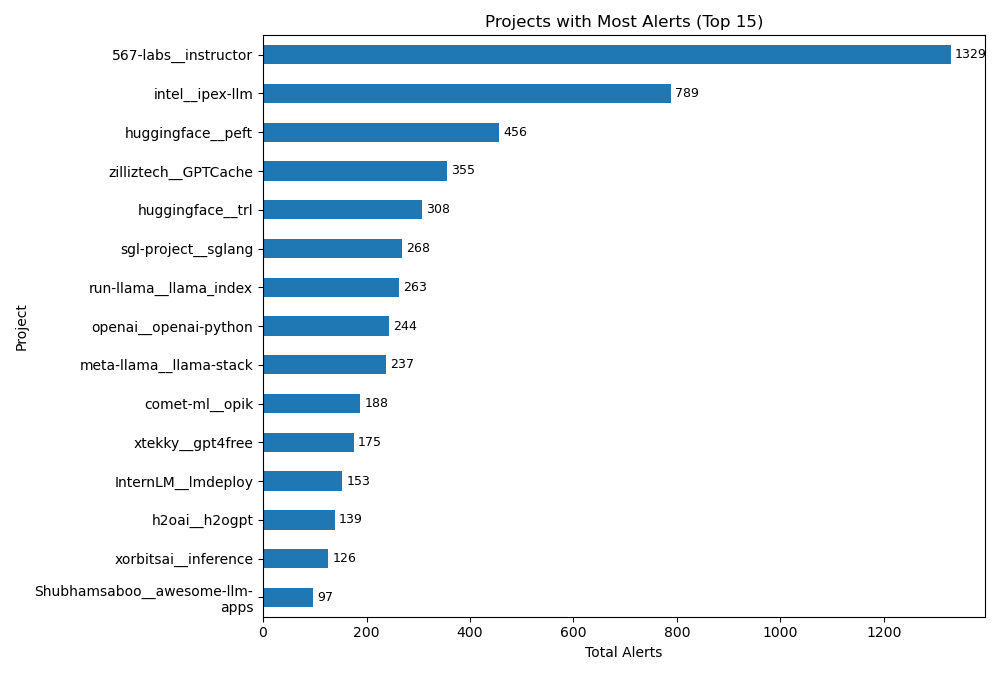 Projects with Most Alerts (Top 15)
567-labs__instructor 1329
intel__ipex-llm 789
huggingface__peft 456
zilliztech__GPTCache 355
huggingface__trl 308
sgl-project__sglang 268
run-llama__llama_index 263
openai__openai-python 244
meta-llama__llama-stack 237
comet-ml__opik 188
xtekky__gpt4free 175
InternLM__lmdeploy 153
h2oai__h2ogpt 139
xorbitsai__inference 126
Shubhamsaboo__awesome-llm-
apps 97
Project
0 200 400 600 800 1000 1200
Total Alerts